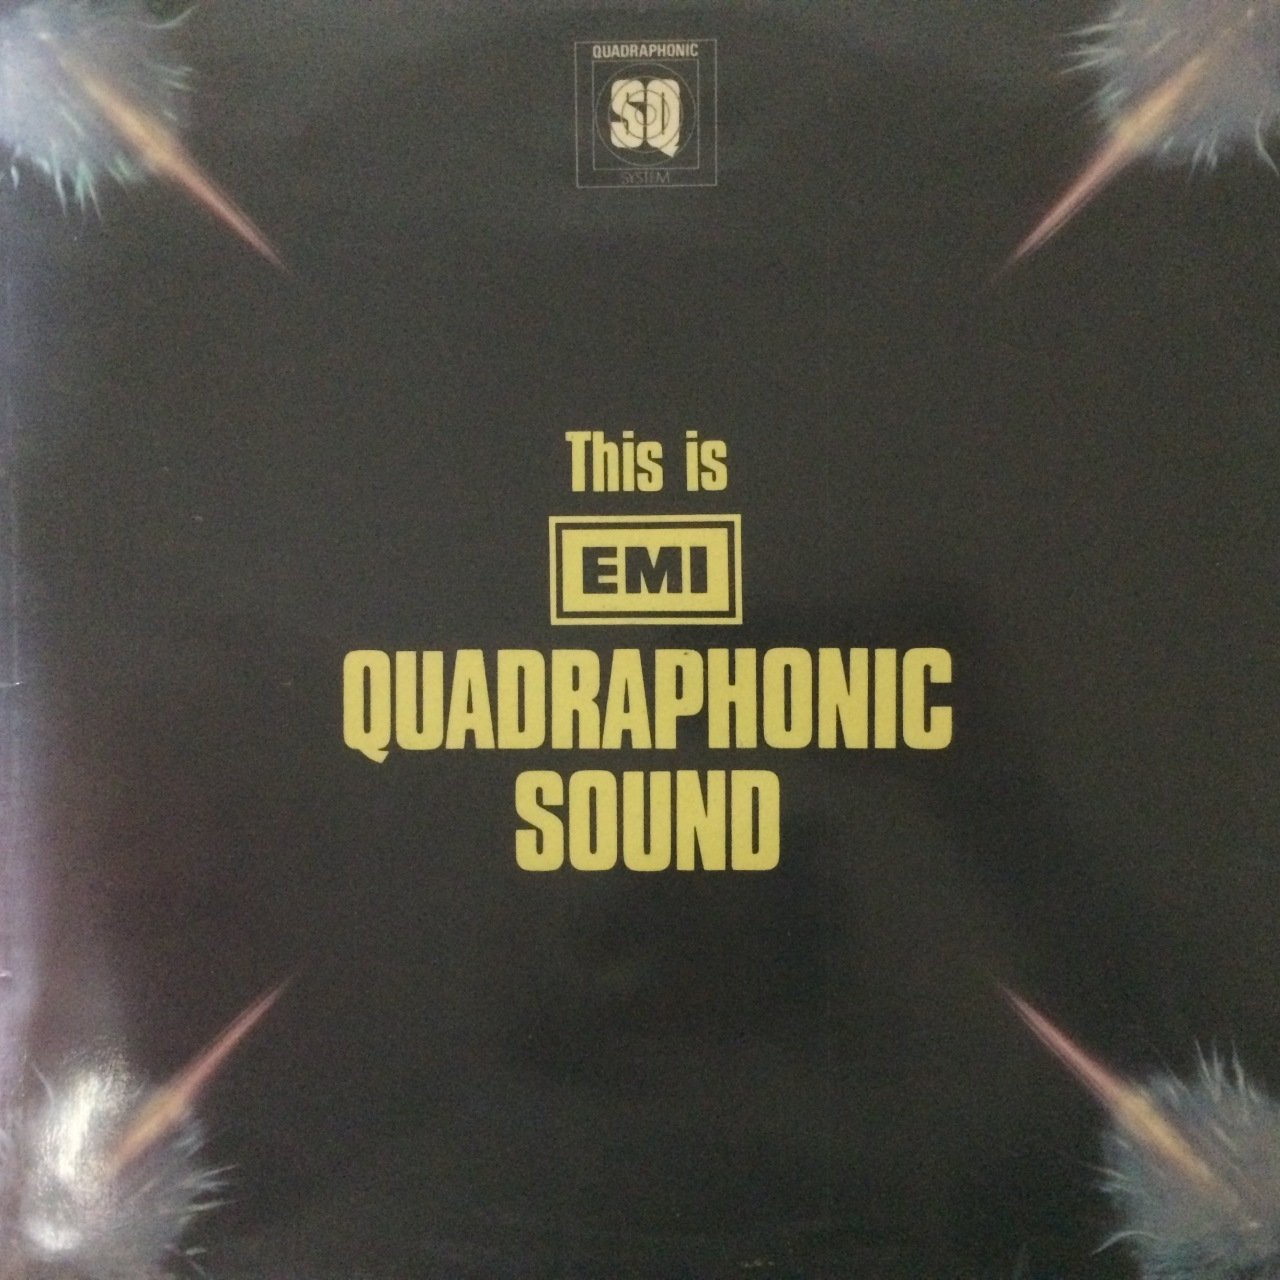 QUADRAPHONIC
SQ
SYSTEM
This is
EMI
QUADRAPHONIC
SOUND